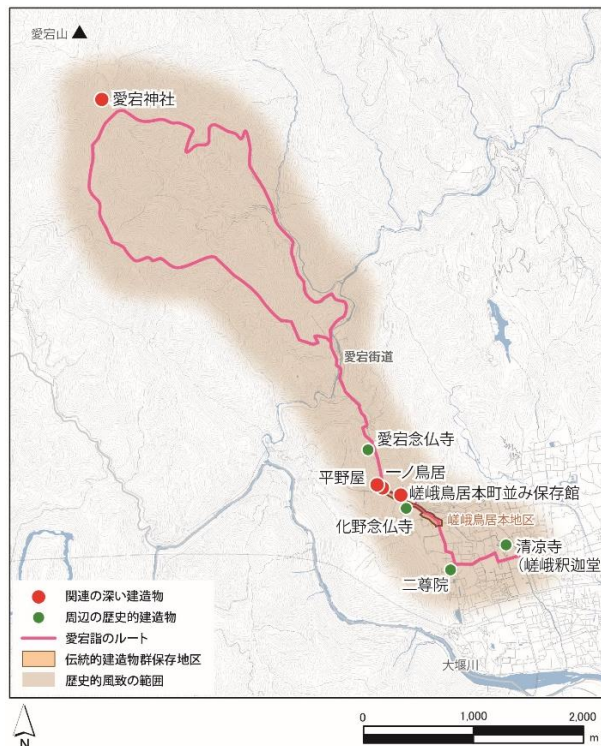 愛宕山
愛宕神社
愛宕街道
愛宕念仏寺
一ノ鳥居
平野屋
嵯峨鳥居本町並み保存館
化野念仏寺
嵯峨鳥居本地区
清凉寺
(嵯峨釈迦堂
二尊院
大堰川
関連の深い建造物
周辺の歴史的建造物
愛宕詣のルート
伝統的建造物群保存地区
歴史的風致の範囲
N
0 1,000 2,000
m